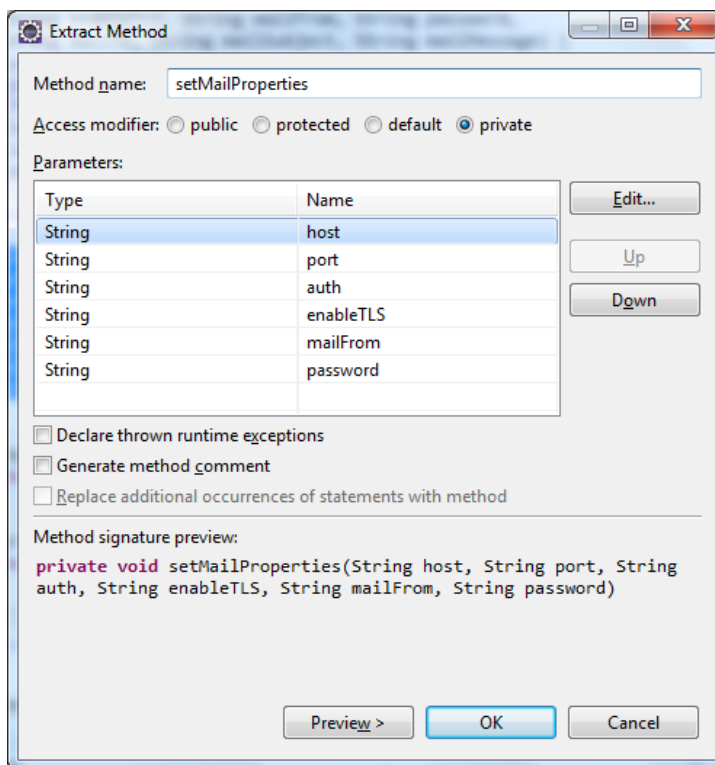 Extract Method
Method name: setMailProperties
Access modifier: public protected default private
Parameters:
Type Name
String host
String port
String auth
String enableTLS
String mailFrom
String password
Edit...
Up
Down
Declare thrown runtime exceptions
Generate method comment
Replace additional occurrences of statements with method
Method signature preview:
private void setMailProperties(String host, String port, String
auth, String enableTLS, String mailFrom, String password)
Preview >
OK
Cancel